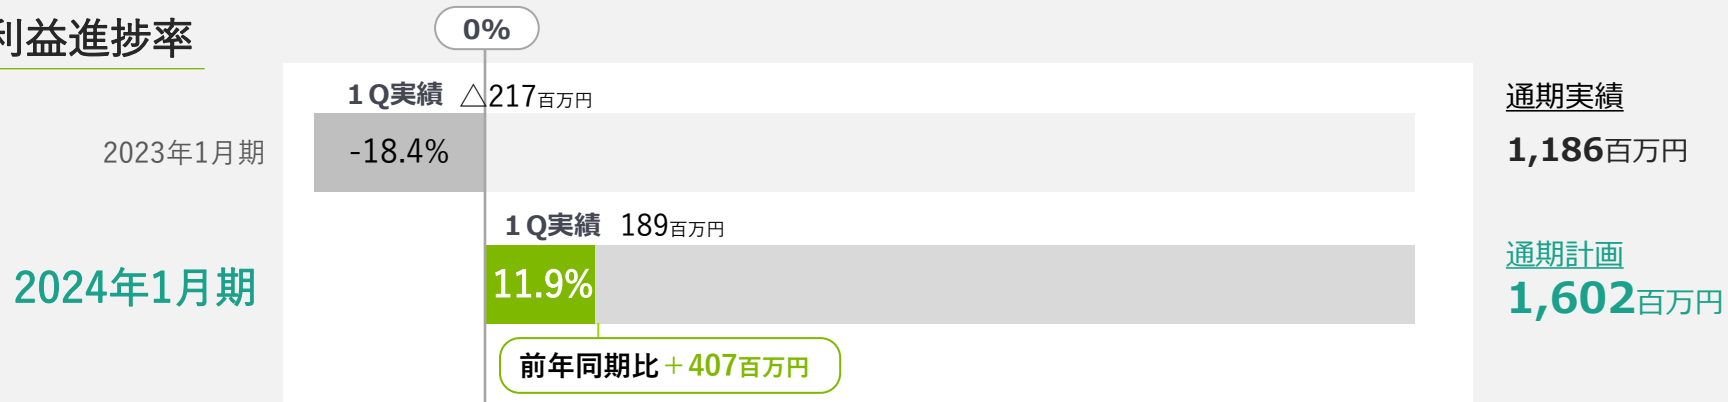 利益進捗率
0%
1Q実績 △217百万円
通期実績
2023年1月期
-18.4%
1,186百万円
1Q実績 189百万円
通期計画
2024年1月期
11.9%
1,602百万円
前年同期比+407百万円